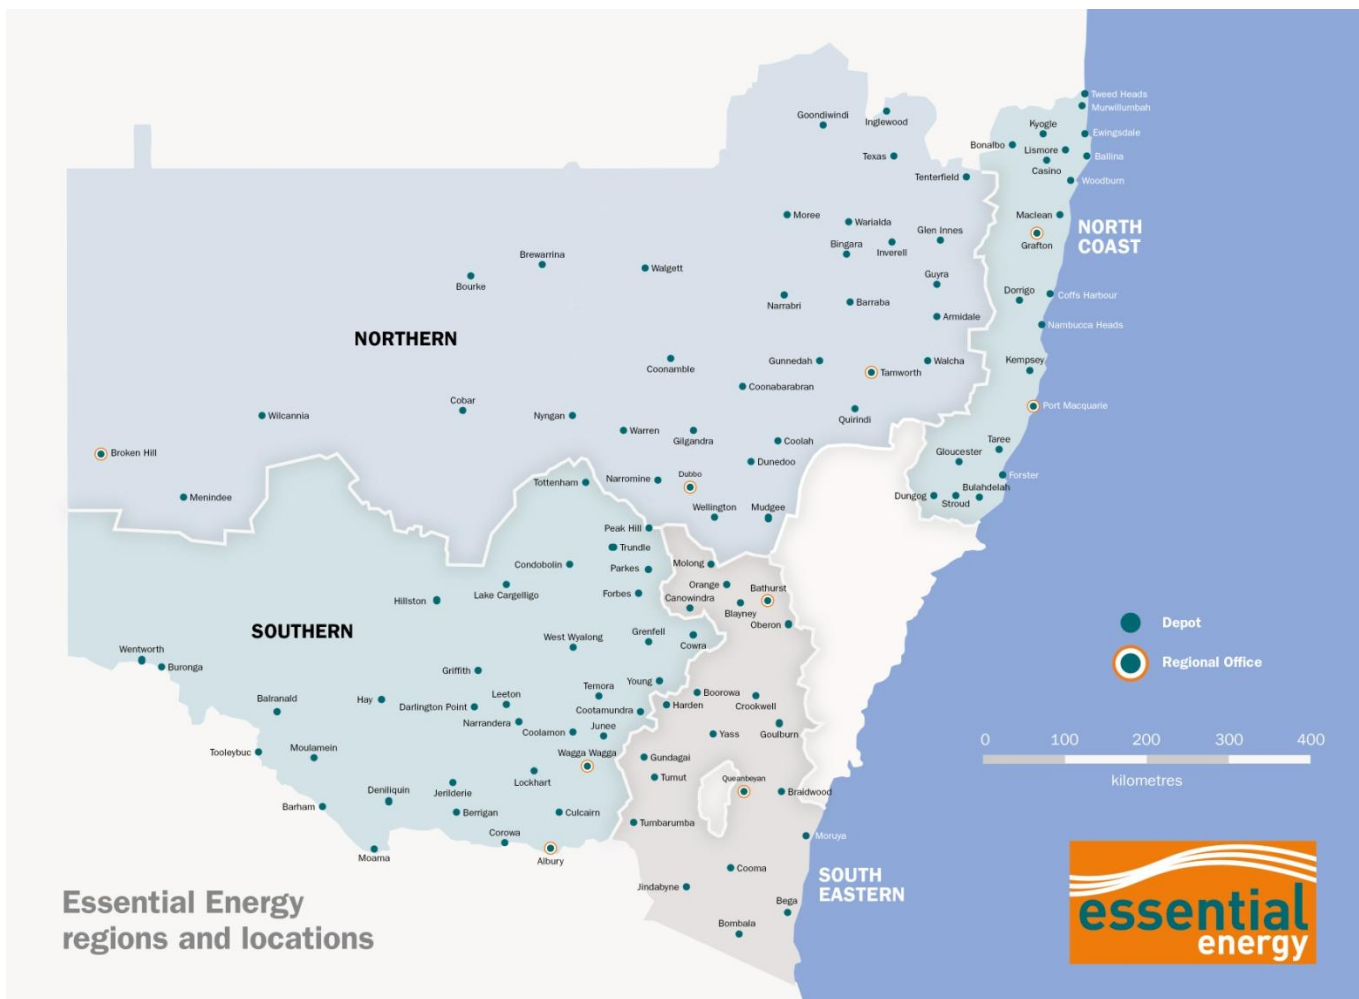 Tweed Heads
Murwillumbah
Goondiwindi
Inglewood
Kyogle
Ewingsdale
Bonalbo
Lismore
Ballina
Texas
Casino
Tenterfield
Woodburn
Moree
Warialda
Maclean
Glen Innes
NORTH
COAST
Bingara
Inverell
Grafton
Brewarrina
Walgett
Bourke
Guyra
Dorrigo
Coffs Harbour
Narrabri
Barraba
Armidale
Nambucca Heads
NORTHERN
Coonamble
Gunnedah
Walcha
Kempsey
Tamworth
Coonabarabran
Cobar
Wilcannia
Nyngan
Quirindi
Port Macquarie
Warren
Gilgandra
Coolah
Taree
Broken Hill
Gloucester
Dunedoo
Dubbo
Forster
Tottenham
Narromine
Bulahdelah
Menindee
Dungog
Stroud
Wellington
Mudgee
Peak Hill
Trundle
Condobolin
Parkes
Molong
Orange
Bathurst
Lake Cargelligo
Forbes
Canowindra
Hillston
Blayney
Oberon
Depot
SOUTHERN
West Wyalong
Grenfell
Cowra
Wentworth
Buronga
Regional Office
Griffith
Young
Temora
Boorowa
Balranald
Hay
Leeton
Darlington Point
Harden
Crookwell
Cootamundra
Narrandera
Junee
Coolamon
Yass
Goulburn
0 100 200 300 400
kilometres
Tooleybuc
Moulamein
Wagga Wagga
Gundagai
Tumut
Queanbeyan
Lockhart
Jerilderie
Deniliquin
Braidwood
Barham
Berrigan
Culcairn
Tumbarumba
Corowa
Moruya
Moama
Albury
Cooma
SOUTH
EASTERN
Jindabyne
Bega
Bombala
Essential Energy
regions and locations
essential
energy